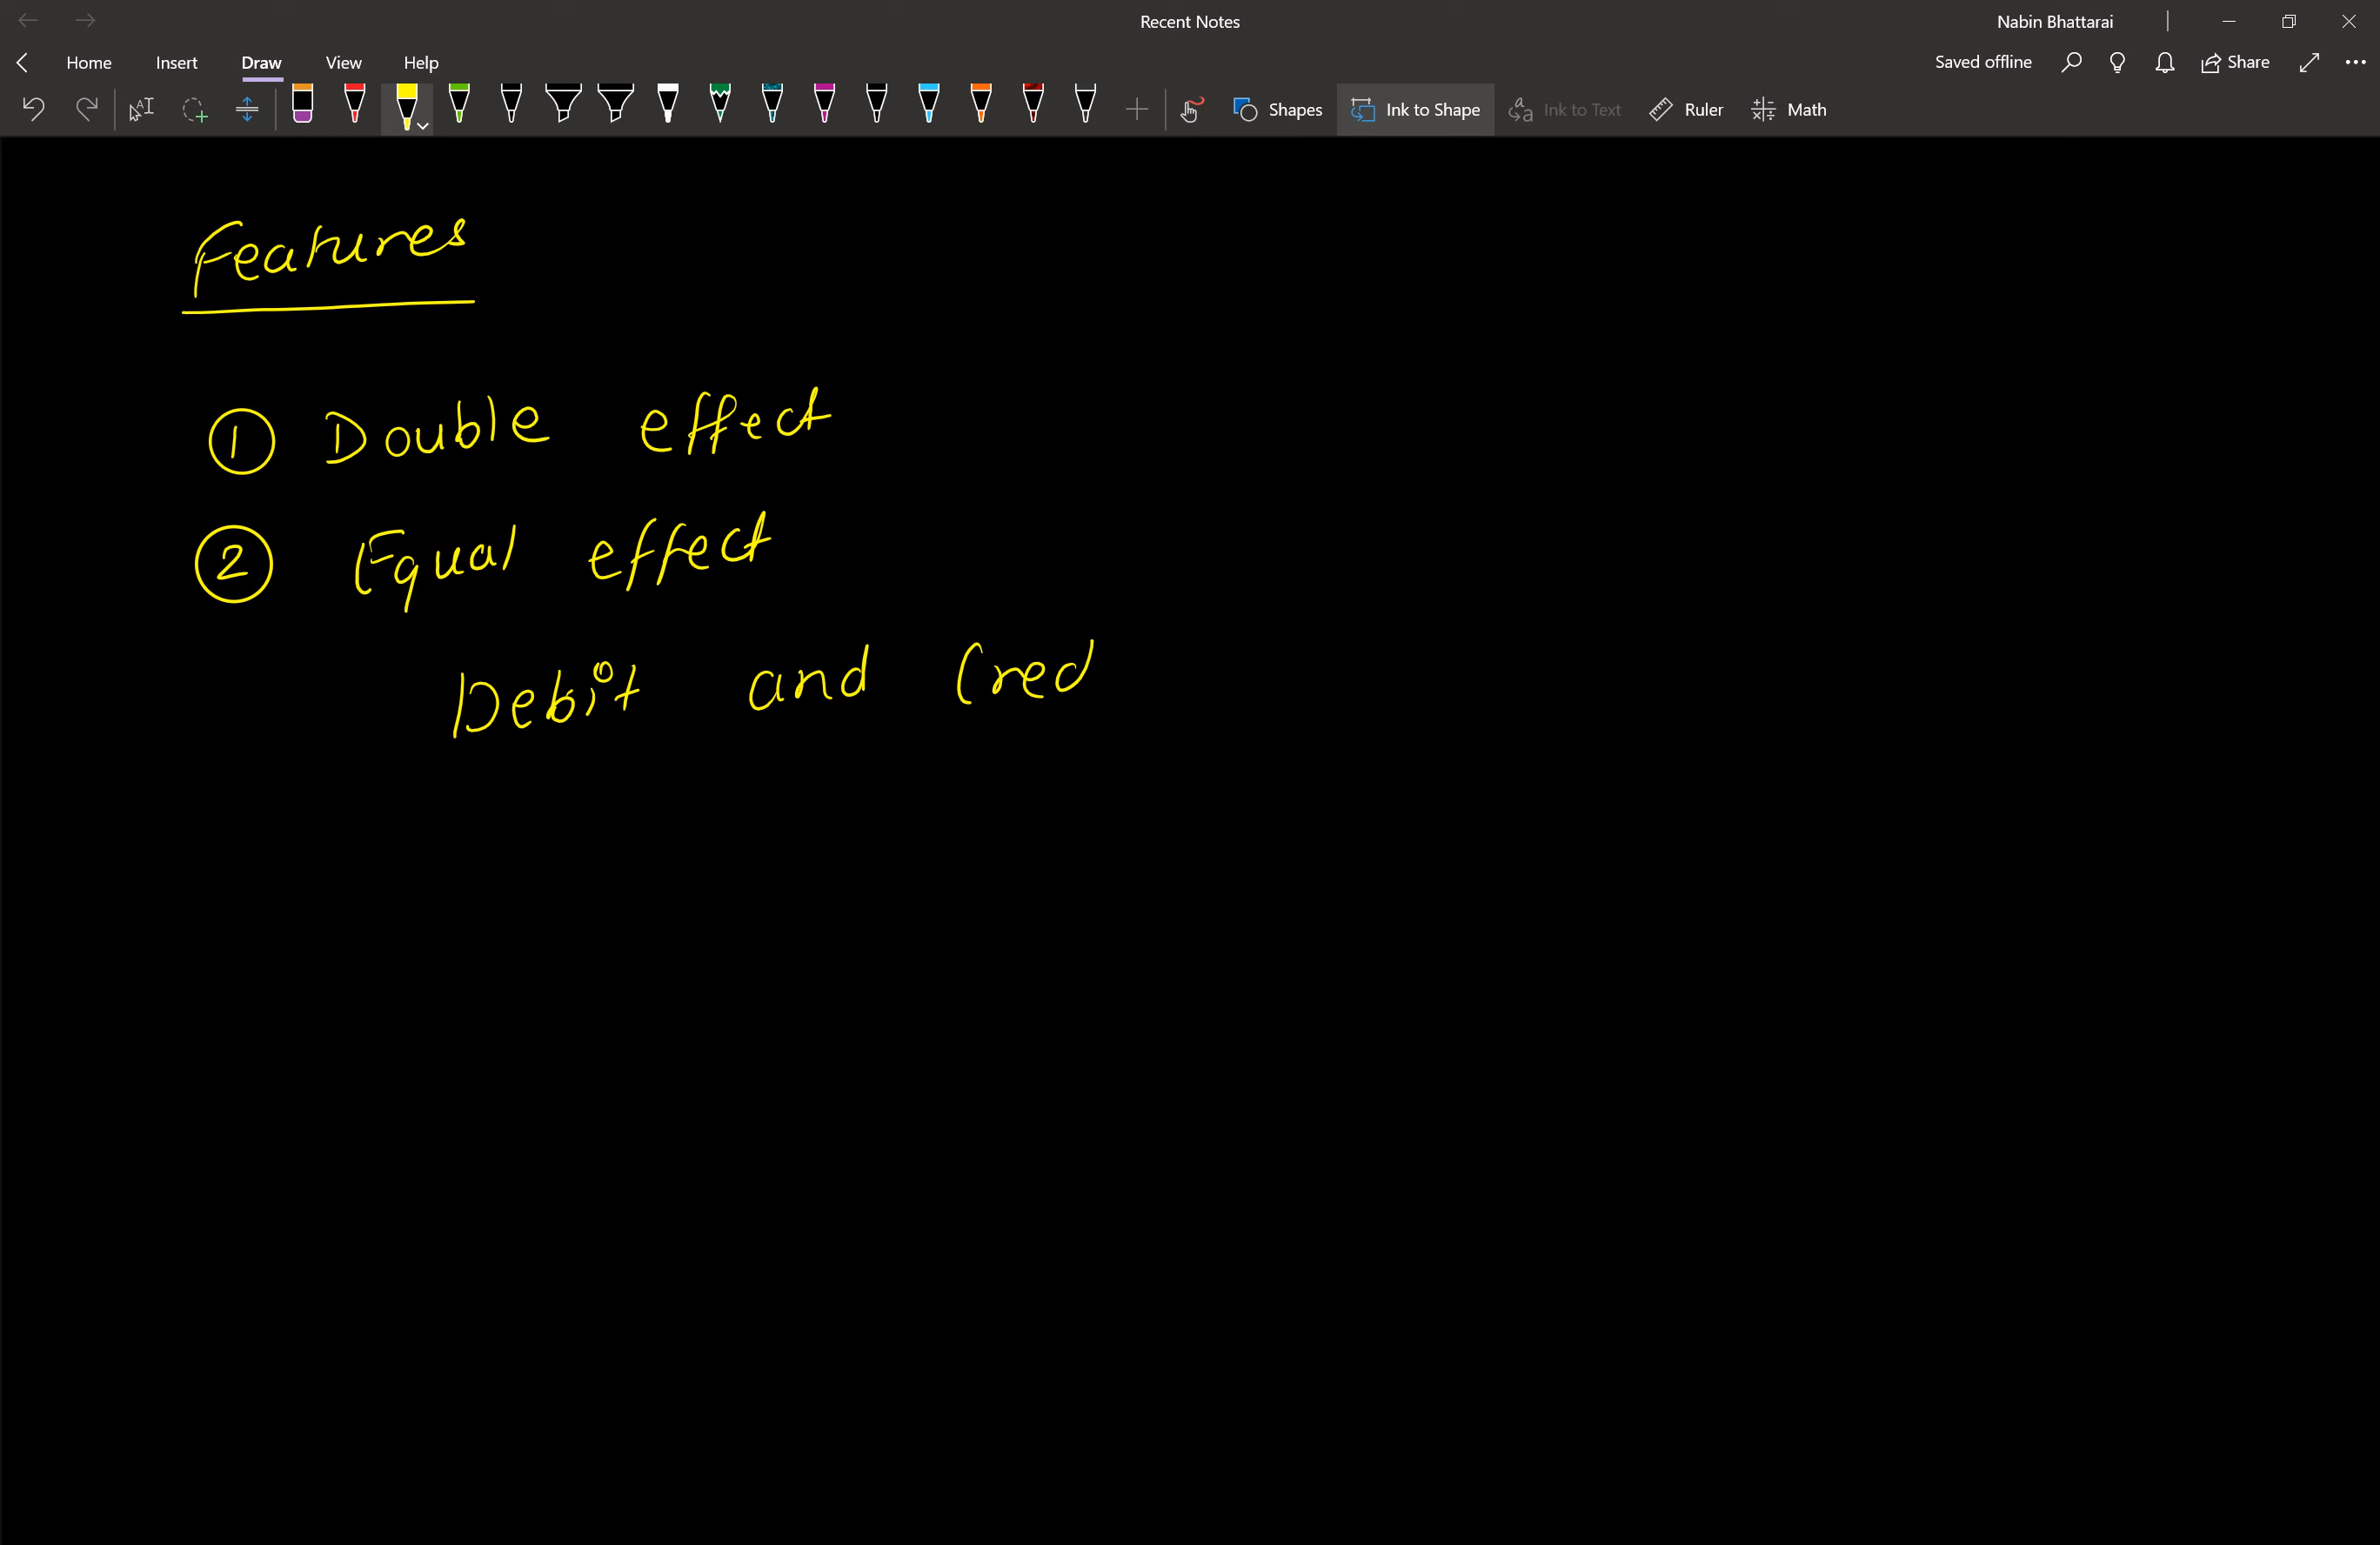 Recent Notes
Nabin Bhattarai
Home Insert Draw View Help
Saved offline
Share
Shapes Ink to Shape Ink to Text Ruler Math
Features
1 Double effect
2 Equal effect
Debit and Cred